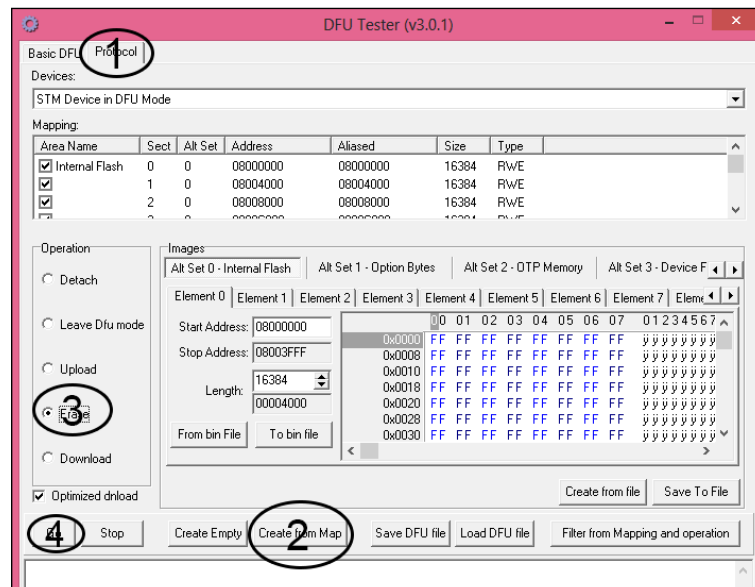 DFU Tester (v3.0.1)
Basic DFU Protocol
1
Devices:
STM Device in DFU Mode
Mapping:
Area Name Sect Alt Set Address Aliased Size Type
Internal Flash 0 0 08000000 08000000 16384 RWE
1 0 08004000 08004000 16384 RWE
2 0 08008000 08008000 16384 RWE
Operation
Detach
Leave Dfu mode
Upload
Erase
3
Download
Optimized dnload
Images
Alt Set 0 - Internal Flash Alt Set 1 - Option Bytes Alt Set 2 - OTP Memory Alt Set 3 - Device F
Element 0 Element 1 Element 2 Element 3 Element 4 Element 5 Element 6 Element 7 Eleme
Start Address: 08000000
Stop Address: 08003FFF
Length: 16384
00004000
From bin File To bin file
00 01 02 03 04 05 06 07 01234567
0x0000 FF FF FF FF FF FF FF FF ÿÿÿÿÿÿÿÿ
0x0008 FF FF FF FF FF FF FF FF ÿÿÿÿÿÿÿÿ
0x0010 FF FF FF FF FF FF FF FF ÿÿÿÿÿÿÿÿ
0x0018 FF FF FF FF FF FF FF FF ÿÿÿÿÿÿÿÿ
0x0020 FF FF FF FF FF FF FF FF ÿÿÿÿÿÿÿÿ
0x0028 FF FF FF FF FF FF FF FF ÿÿÿÿÿÿÿÿ
0x0030 FF FF FF FF FF FF FF FF ÿÿÿÿÿÿÿÿ
Create from file Save To File
4 Stop Create Empty Create from Map Save DFU file Load DFU file Filter from Mapping and operation
2